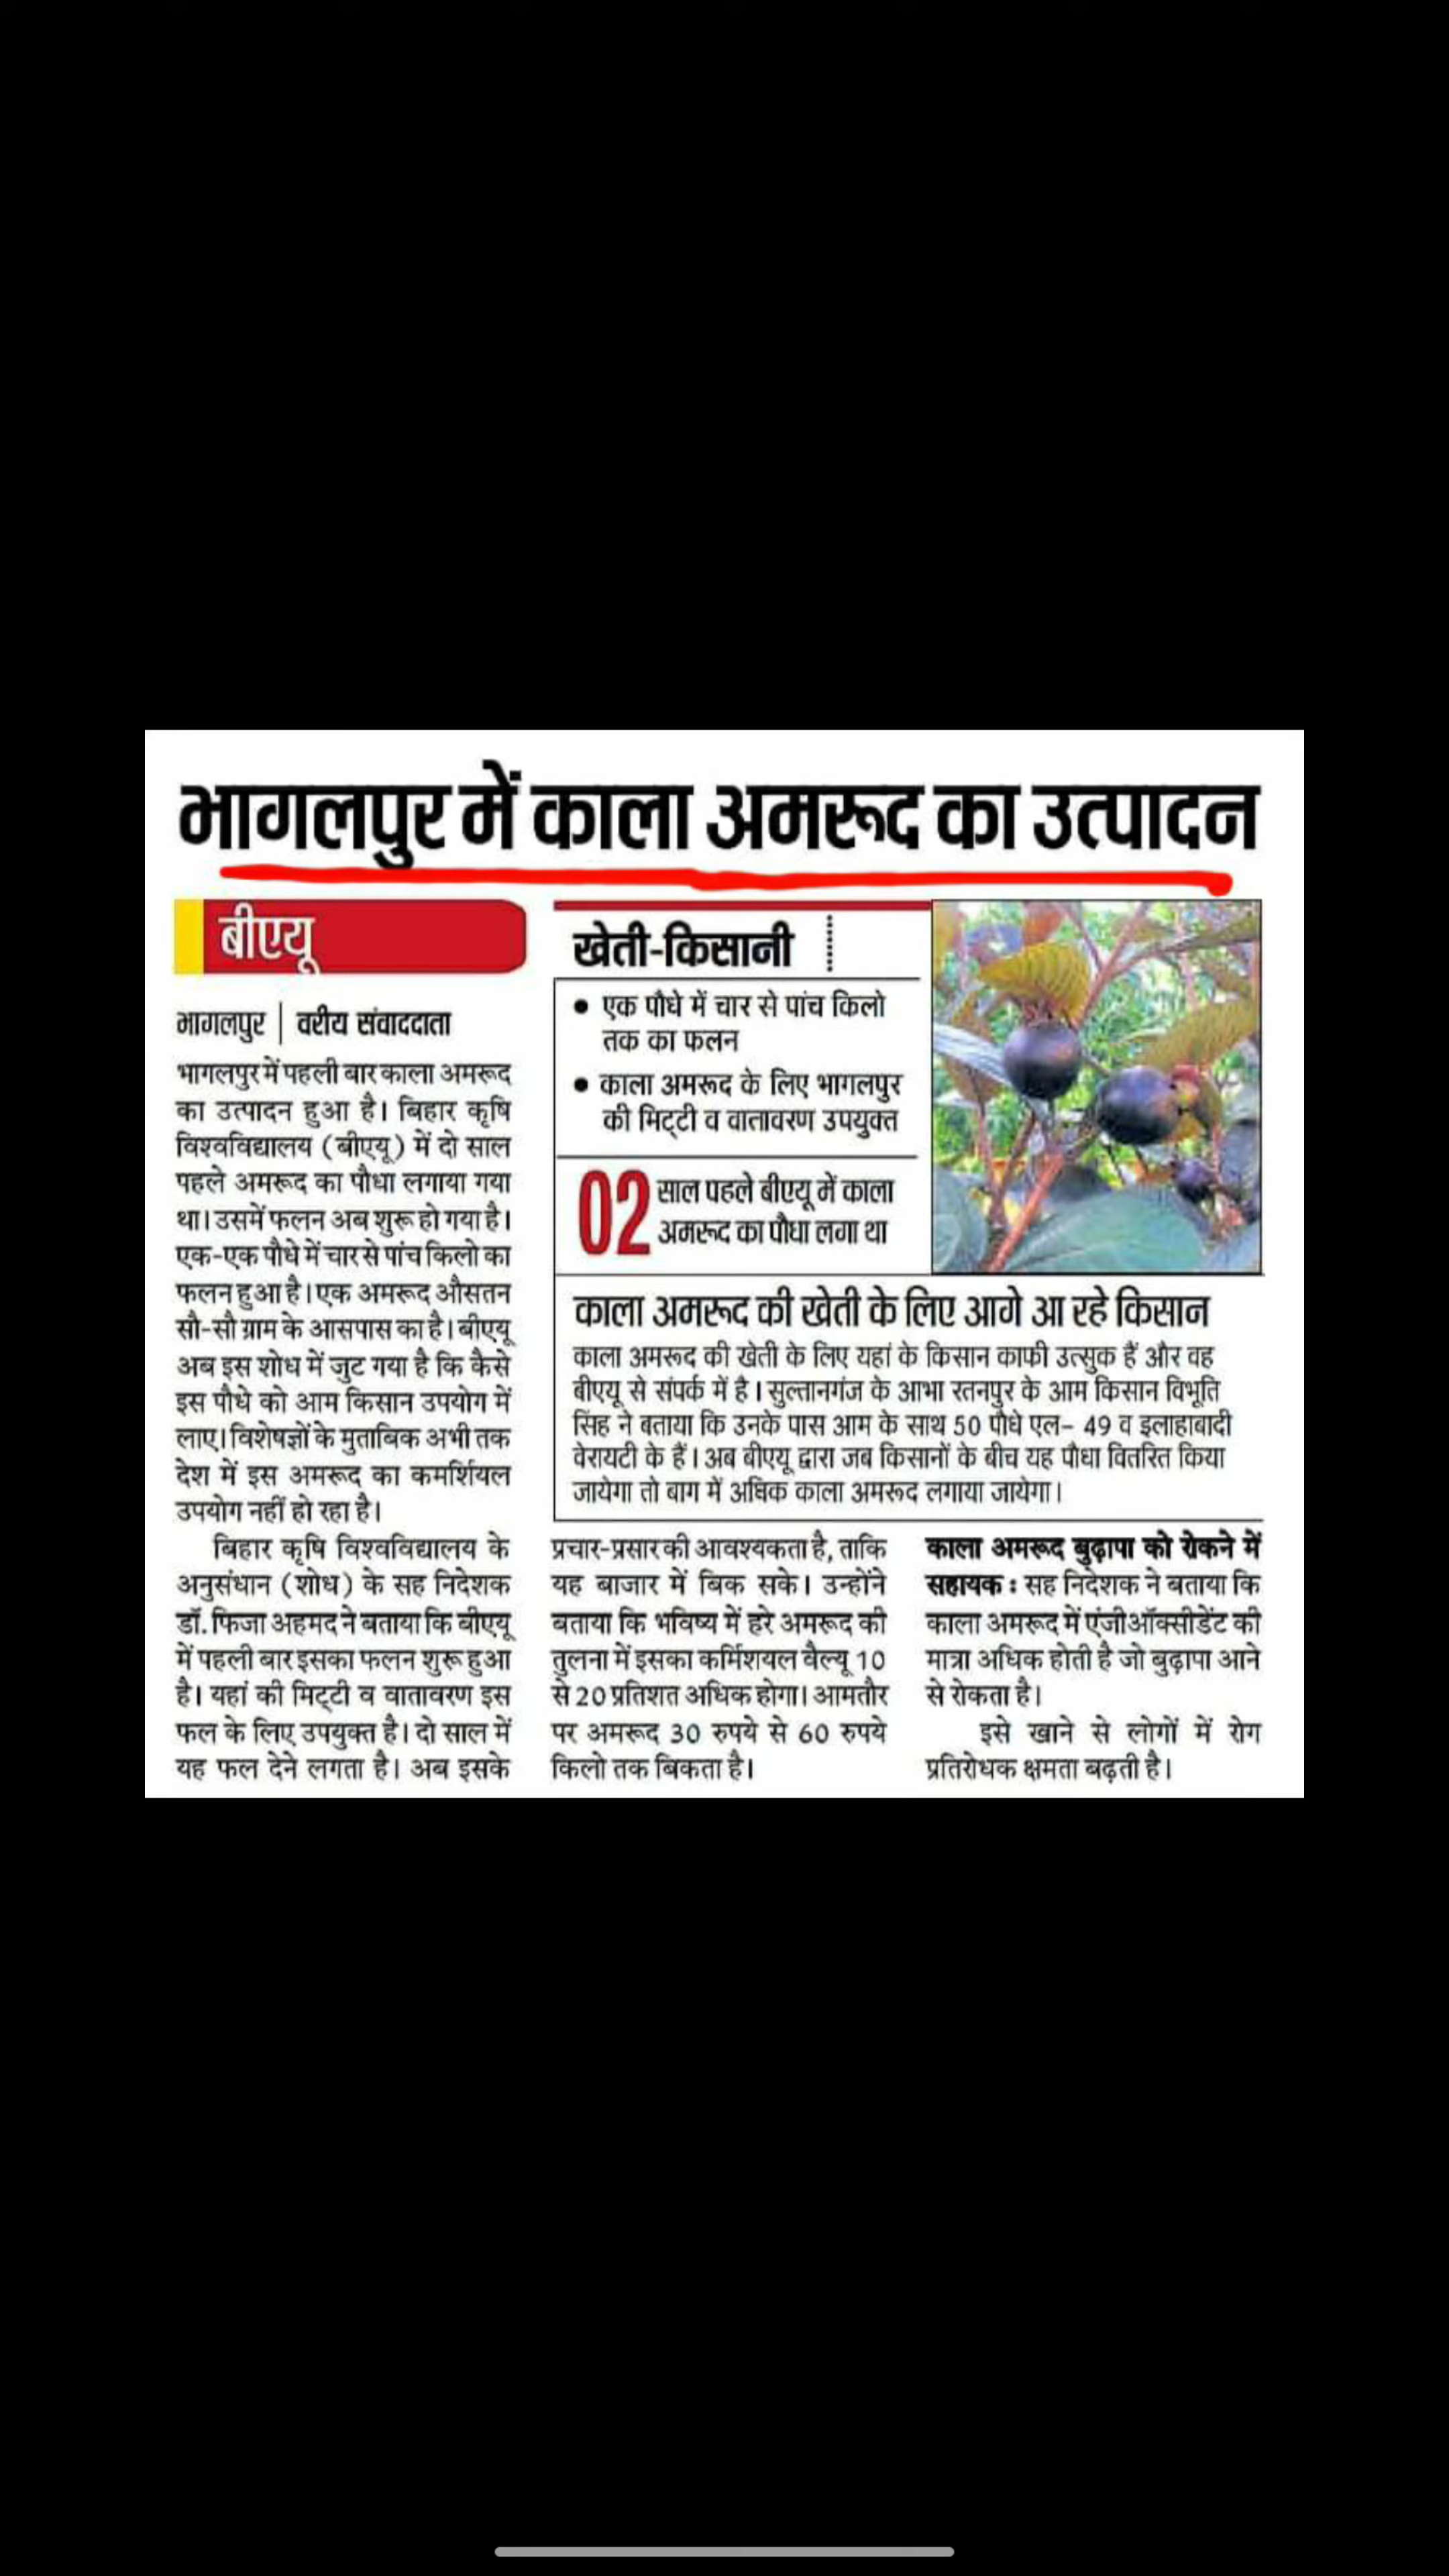 भागलपुर में काला अमरूद का उत्पादन
बीएयू
भागलपुर | वरीय संवाददाता
भागलपुर में पहली बार काला अमरूद
का उत्पादन हुआ है। बिहार कृषि
विश्वविद्यालय (बीएयू) में दो साल
पहले अमरूद का पौधा लगाया गया
था। उसमें फलन अब शुरू हो गया है।
एक-एक पौधे में चार से पांच किलो का
फलन हुआ है। एक अमरूद औसतन
सौ-सौ ग्राम के आसपास का है। बीएयू
अब इस शोध में जुट गया है कि कैसे
इस पौधे को आम किसान उपयोग में
लाए। विशेषज्ञों के मुताबिक अभी तक
देश में इस अमरूद का कमर्शियल
उपयोग नहीं हो रहा है।
बिहार कृषि विश्वविद्यालय के
अनुसंधान (शोध) के सह निदेशक
डॉ. फिजा अहमद ने बताया कि बीएयू
में पहली बार इसका फलन शुरू हुआ
है। यहां की मिट्टी व वातावरण इस
फल के लिए उपयुक्त है। दो साल में
यह फल देने लगता है। अब इसके
खेती-किसानी
• एक पौधे में चार से पांच किलो
तक का फलन
• काला अमरूद के लिए भागलपुर
की मिट्टी व वातावरण उपयुक्त
02 साल पहले बीएयू में काला
अमरूद का पौधा लगा था
काला अमरूद की खेती के लिए आगे आ रहे किसान
काला अमरूद की खेती के लिए यहां के किसान काफी उत्सुक हैं और वह
बीएयू से संपर्क में है। सुल्तानगंज के आभा रतनपुर के आम किसान विभूति
सिंह ने बताया कि उनके पास आम के साथ 50 पौधे एल- 49 व इलाहाबादी
वेरायटी के हैं। अब बीएयू द्वारा जब किसानों के बीच यह पौधा वितरित किया
जायेगा तो बाग में अधिक काला अमरूद लगाया जायेगा।
प्रचार-प्रसार की आवश्यकता है, ताकि
यह बाजार में बिक सके। उन्होंने
बताया कि भविष्य में हरे अमरूद की
तुलना में इसका कर्मिशयल वैल्यू 10
से 20 प्रतिशत अधिक होगा। आमतौर
पर अमरूद 30 रुपये से 60 रुपये
किलो तक बिकता है।
काला अमरूद बुढ़ापा को रोकने में
सहायक : सह निदेशक ने बताया कि
काला अमरूद में एंजीऑक्सीडेंट की
मात्रा अधिक होती है जो बुढ़ापा आने
से रोकता है।
इसे खाने से लोगों में रोग
प्रतिरोधक क्षमता बढ़ती है।